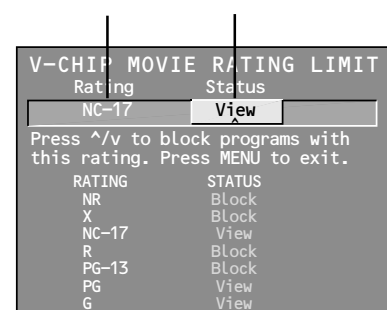 V-CHIP MOVIE RATING LIMIT
Rating Status
NC-17 View
Press ^/v to block programs with
this rating. Press MENU to exit.
RATING STATUS
NR Block
X Block
NC-17 View
R Block
PG-13 Block
PG View
G View